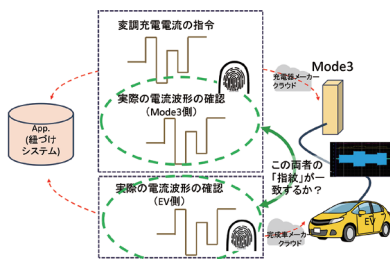 変調充電電流の指令
Mode3
充電器メーカー
クラウド
実際の電流波形の確認
(Mode3側)
App.
(紐づけ
システム)
この両者の
「指紋」が一
致するか?
実際の電流波形の確認
(EV側)
完成車メーカー
クラウド
EV